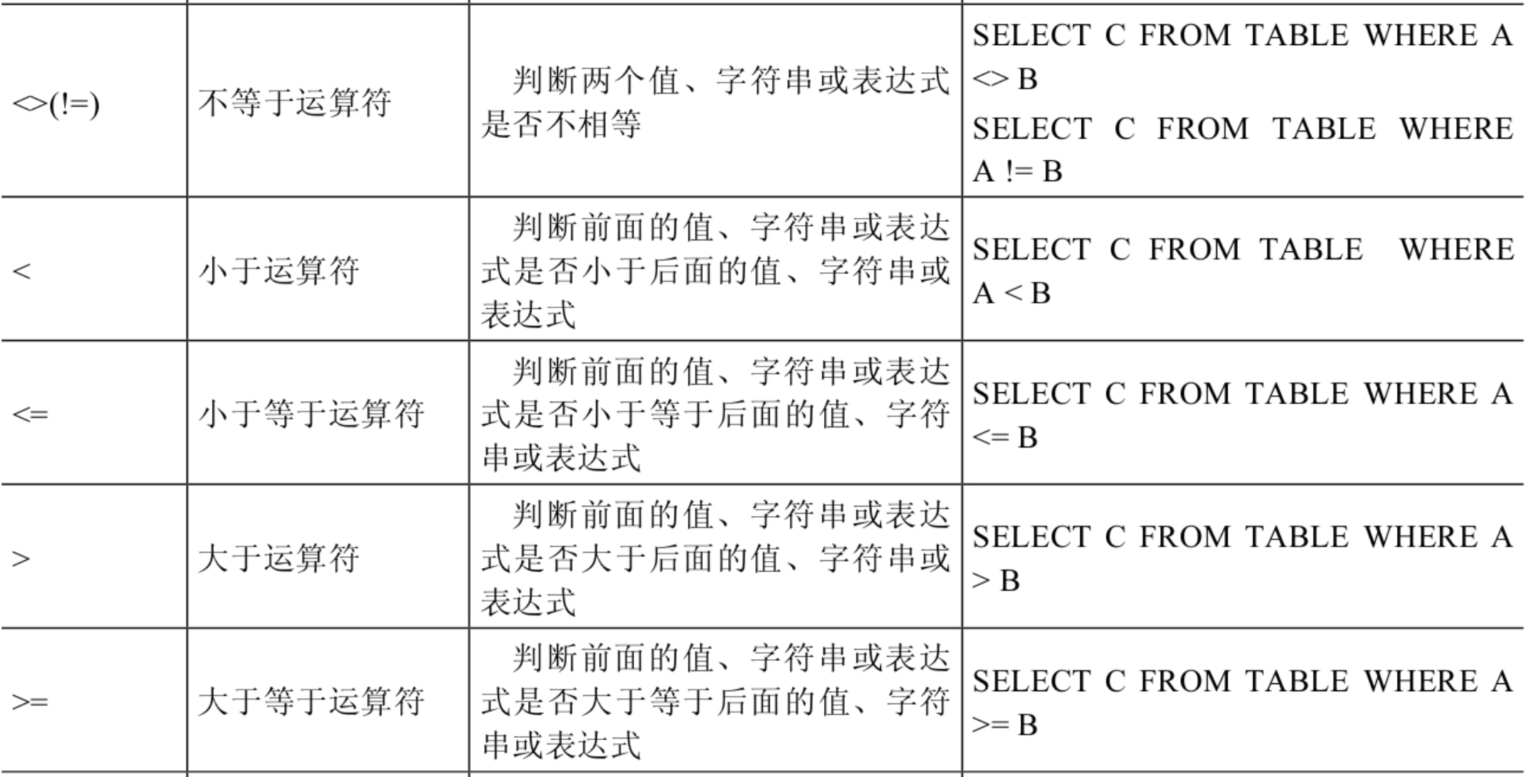 <>(!=)
不等于运算符
判断两个值、字符串或表达式
是否不相等
SELECT C FROM TABLE WHERE A
<> B
SELECT C FROM TABLE WHERE
A != B
<
小于运算符
判断前面的值、字符串或表达
式是否小于后面的值、字符串或
表达式
SELECT C FROM TABLE WHERE
A < B
<=
小于等于运算符
判断前面的值、字符串或表达
式是否小于等于后面的值、字符
串或表达式
SELECT C FROM TABLE WHERE A
<= B
>
大于运算符
判断前面的值、字符串或表达
式是否大于后面的值、字符串或
表达式
SELECT C FROM TABLE WHERE A
> B
>=
大于等于运算符
判断前面的值、字符串或表达
式是否大于等于后面的值、字符
串或表达式
SELECT C FROM TABLE WHERE A
>= B